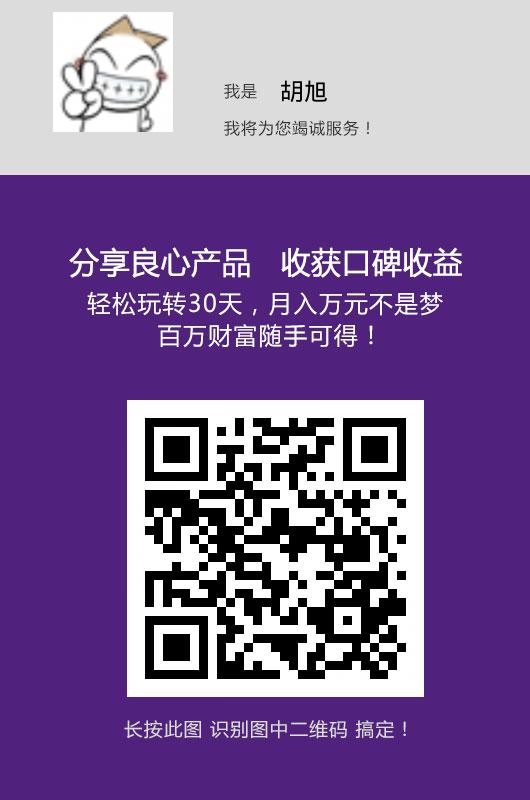 我是 胡旭
我将为您竭诚服务！
分享良心产品 收获口碑收益
轻松玩转30天，月入万元不是梦
百万财富随手可得！
长按此图 识别图中二维码 搞定！